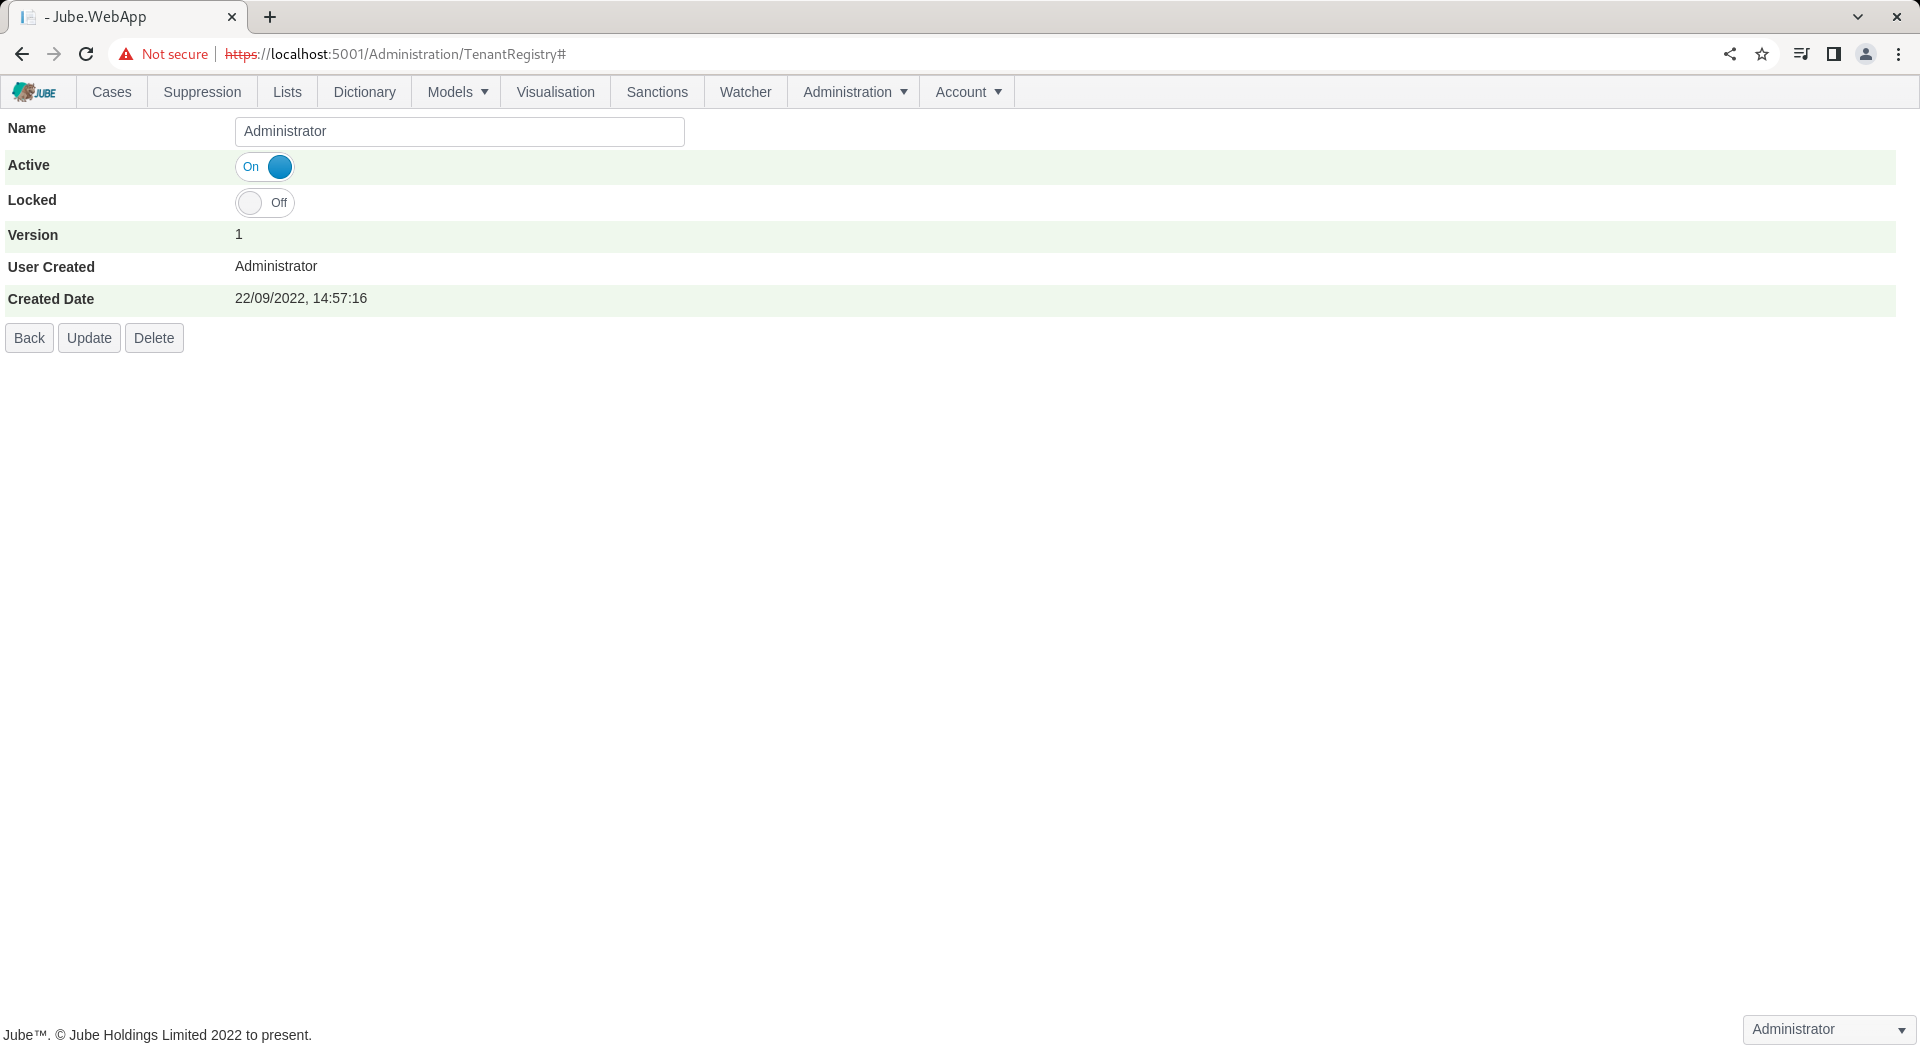 - Jube.WebApp
Not secure https://localhost:5001/Administration/TenantRegistry#
JUBE Cases Suppression Lists Dictionary Models Visualisation Sanctions Watcher Administration Account
Name Administrator
Active On
Locked Off
Version 1
User Created Administrator
Created Date 22/09/2022, 14:57:16
Back Update Delete
Jube™. © Jube Holdings Limited 2022 to present. Administrator